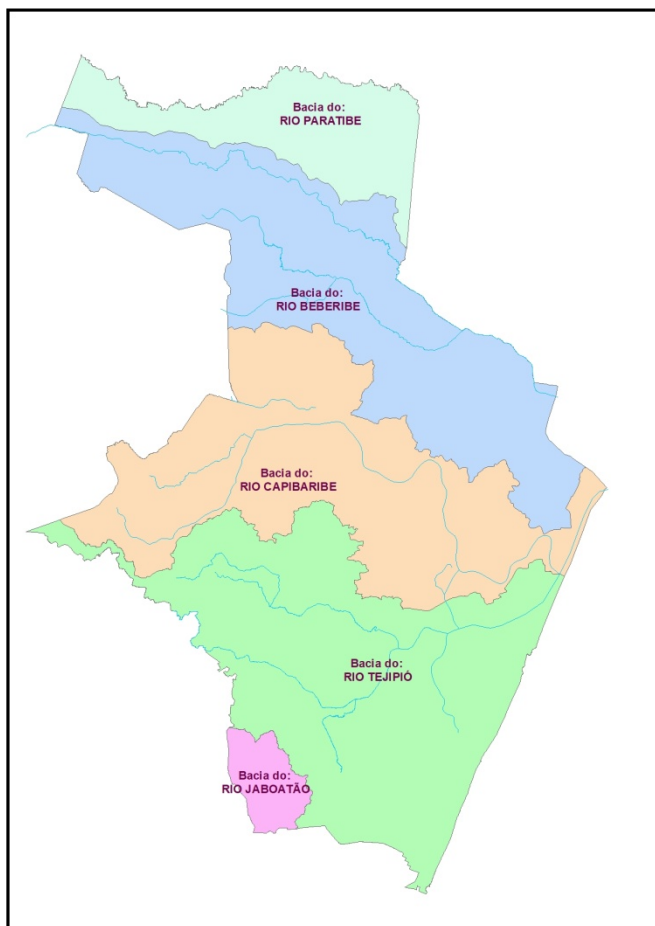 Bacia do:
RIO PARATIBE
Bacia do:
RIO BEBERIBE
Bacia do:
RIO CAPIBARIBE
Bacia do:
RIO TEJIPIÓ
Bacia do:
RIO JABOATÃO